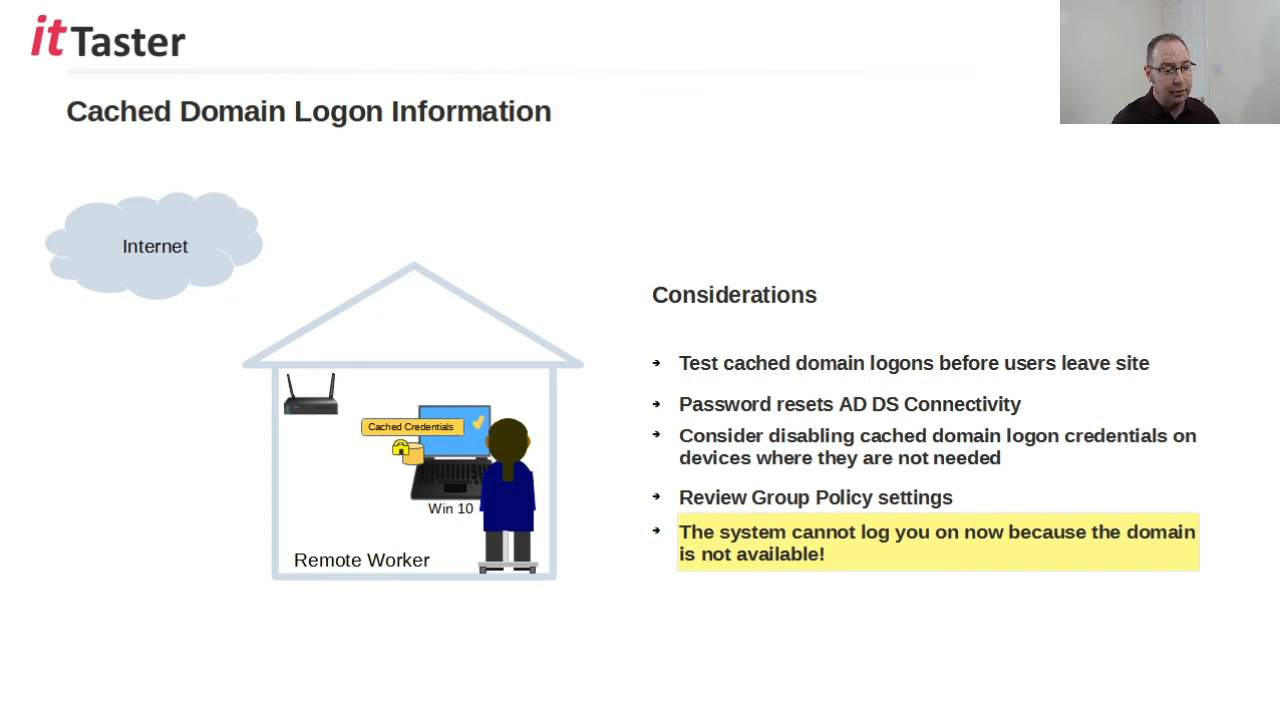 itTaster
Cached Domain Logon Information
Internet
Considerations
Test cached domain logons before users leave site
Password resets AD DS Connectivity
Cached Credentials
Consider disabling cached domain logon credentials on
devices where they are not needed
Review Group Policy settings
Win 10
The system cannot log you on now because the domain
is not available!
Remote Worker